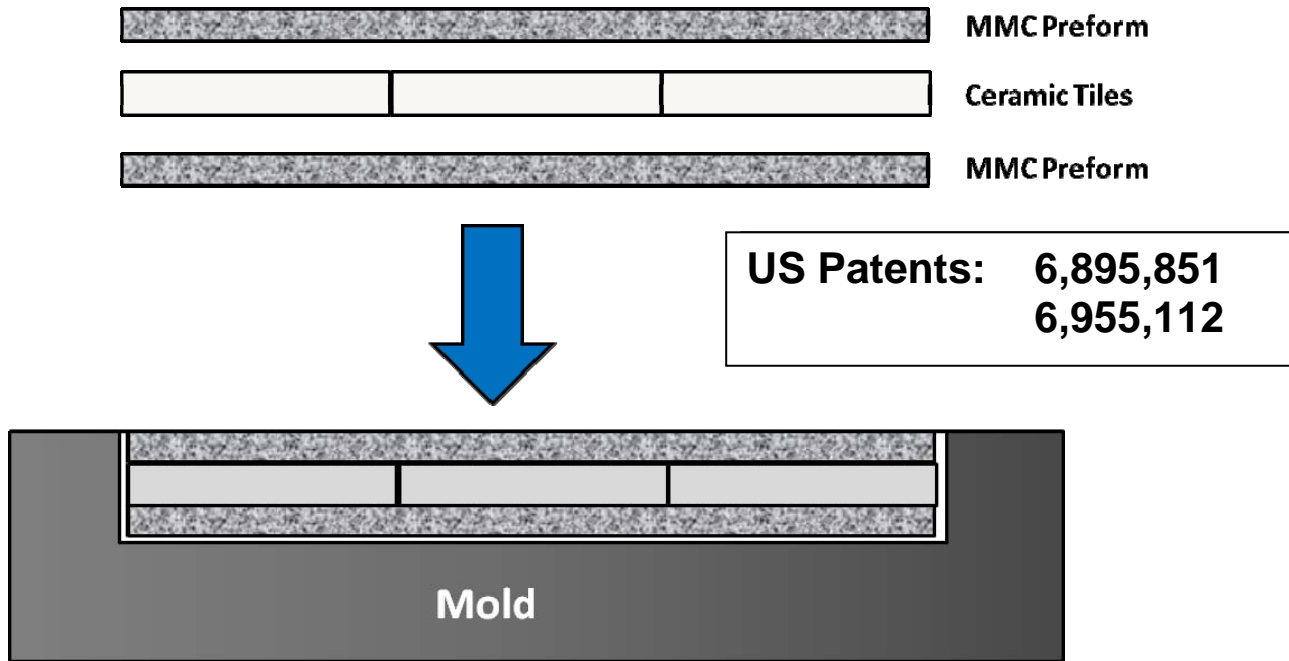 MMC Preform
Ceramic Tiles
MMC Preform
US Patents: 6,895,851
6,955,112
Mold